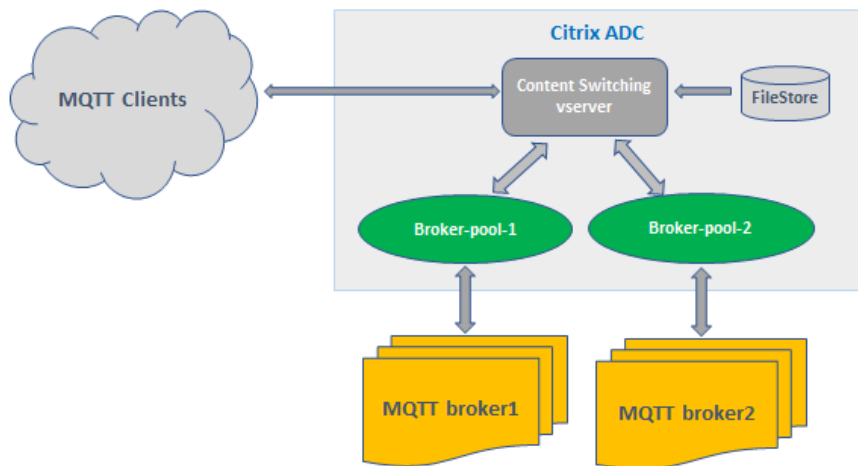 Citrix ADC
MQTT Clients
Content Switching
vserver
FileStore
Broker-pool-1
Broker-pool-2
MQTT broker1
MQTT broker2